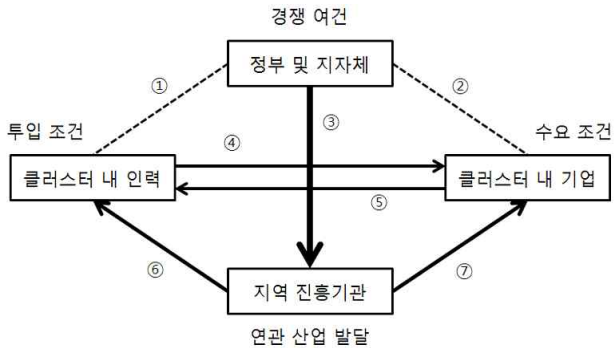 경쟁 여건
정부 및 지자체
①
②
③
투입 조건
수요 조건
④
클러스터 내 인력
클러스터 내 기업
⑤
⑥
⑦
지역 진흥기관
연관 산업 발달